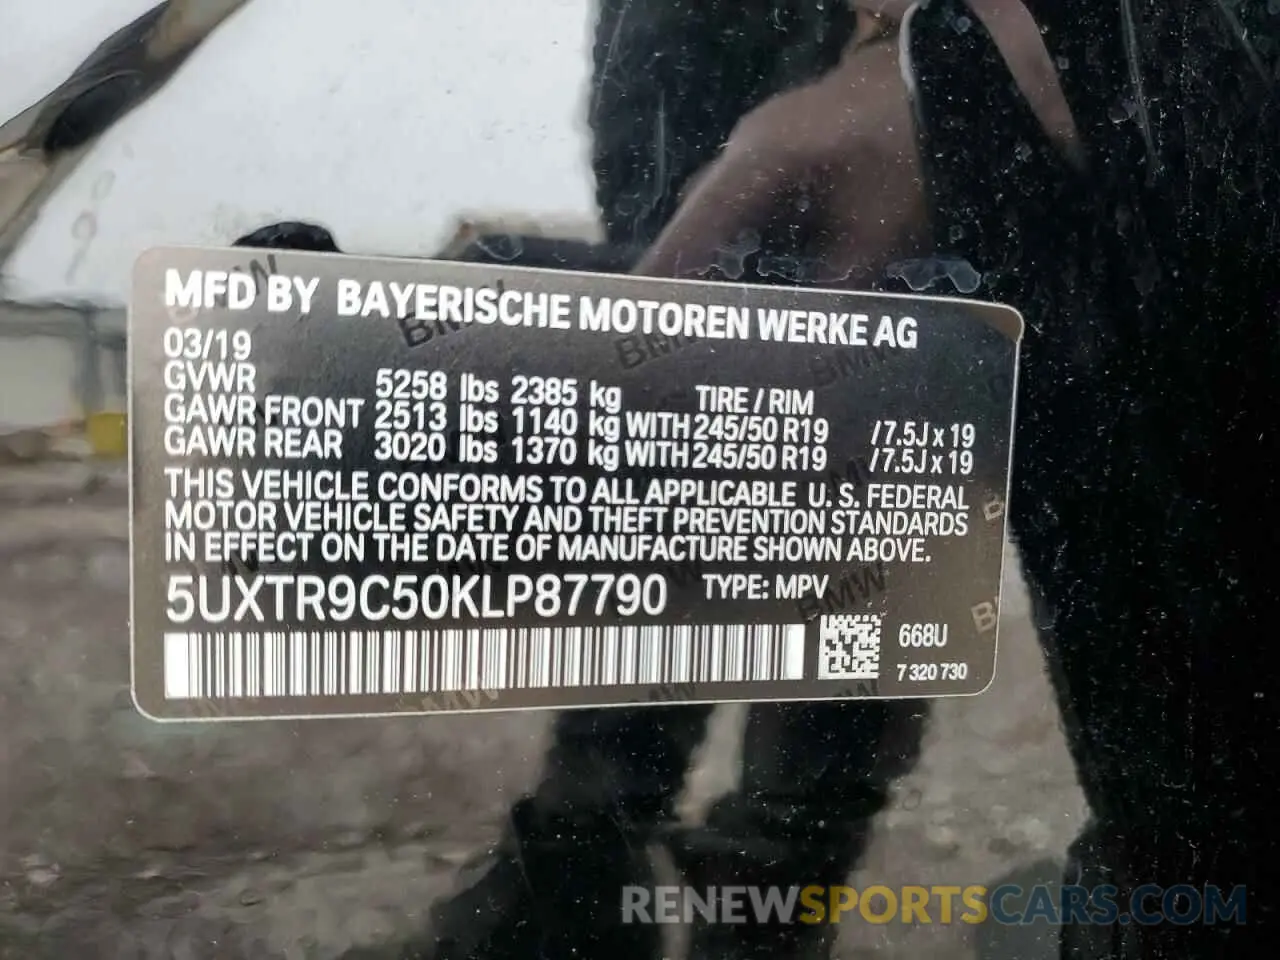 MFD BY BAYERISCHE MOTOREN WERKE AG
03/19
GVWR 5258 lbs 2385 kg TIRE / RIM
GAWR FRONT 2513 lbs 1140 kg WITH 245/50 R19 / 7.5J x 19
GAWR REAR 3020 lbs 1370 kg WITH 245/50 R19 / 7.5J x 19
THIS VEHICLE CONFORMS TO ALL APPLICABLE U. S. FEDERAL
MOTOR VEHICLE SAFETY AND THEFT PREVENTION STANDARDS
IN EFFECT ON THE DATE OF MANUFACTURE SHOWN ABOVE.
5UXTR9C50KLP87790 TYPE: MPV
668U
7 320 730
RENEWSPORTSCARS.COM